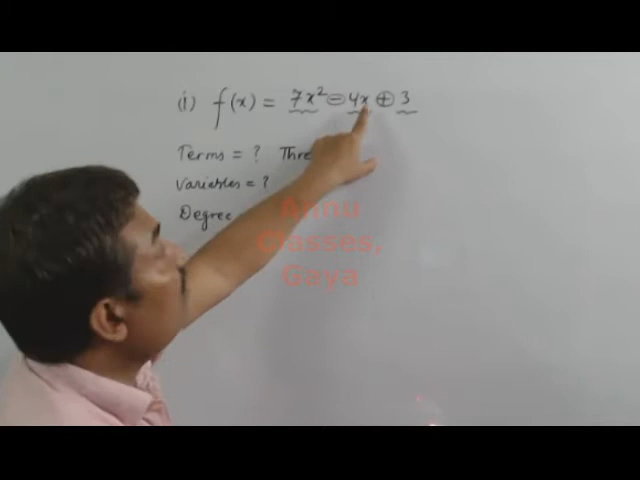 (i) f(x) = 7x² ⊖ 4x ⊕ 3
Terms = ? Thre
Variables = ?
Degree
Annu
Classes,
Gaya